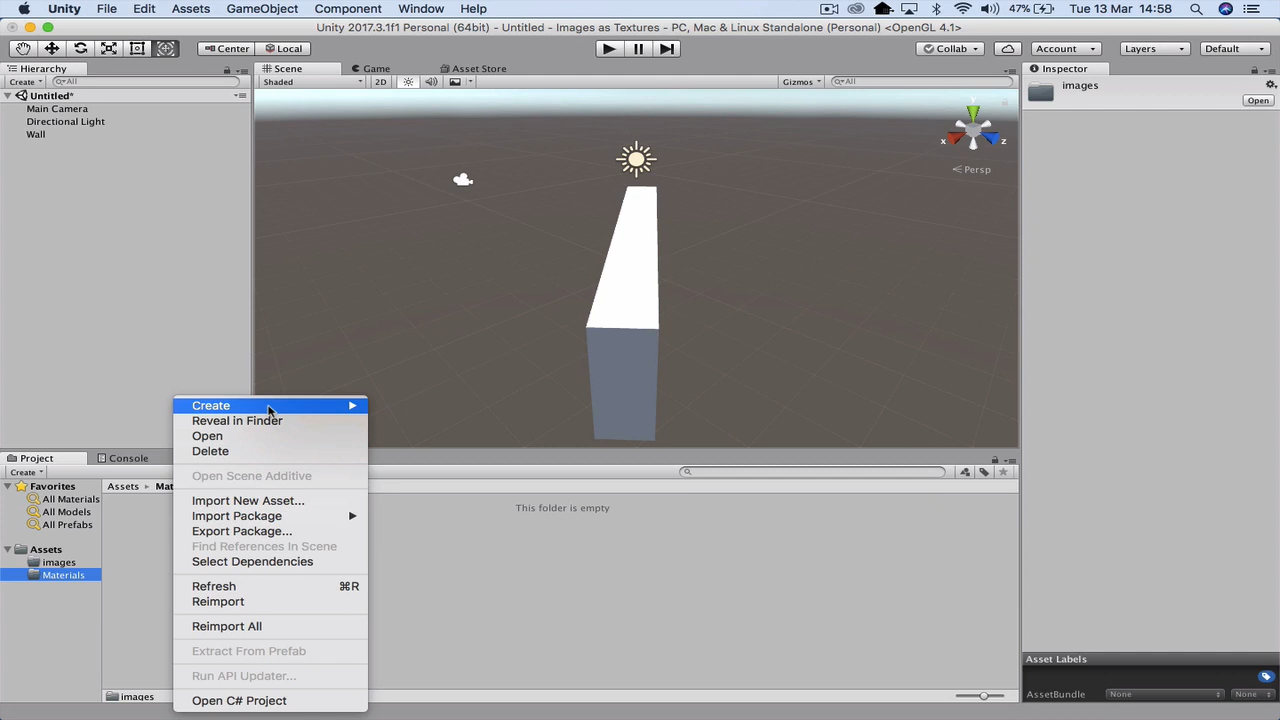 Unity File Edit Assets GameObject Component Window Help 47% Tue 13 Mar 14:58
Unity 2017.3.1f1 Personal (64bit) - Untitled - Images as Textures - PC, Mac & Linux Standalone (Personal) <OpenGL 4.1>
Center Local Collab Account Layers Default
Hierarchy Scene Game Asset Store Inspector
Create All Shaded 2D Gizmos All images
Untitled* Open
Main Camera
Directional Light
Wall
y
x z
Persp
Create
Reveal in Finder
Open
Delete
Open Scene Additive
Import New Asset...
Import Package
Export Package...
Find References In Scene
Select Dependencies
Refresh ⌘R
Reimport
Reimport All
Extract From Prefab
Run API Updater...
Open C# Project
Project Console
Create
Favorites Assets Mat
All Materials This folder is empty
All Models
All Prefabs
Assets
images
Materials
Asset Labels
images AssetBundle None None